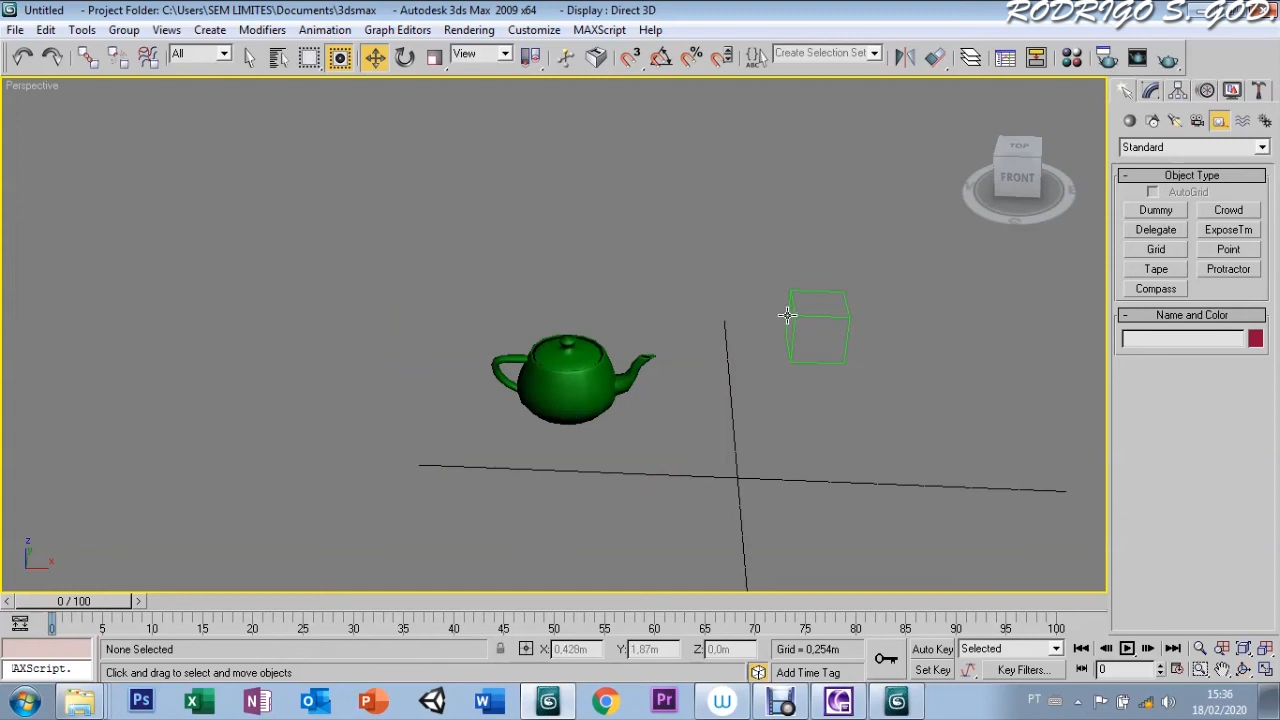 Untitled - Project Folder: C:\Users\SEM LIMITES\Documents\3dsmax - Autodesk 3ds Max 2009 x64 - Display : Direct 3D
RODRIGO S. GOD
File Edit Tools Group Views Create Modifiers Animation Graph Editors Rendering Customize MAXScript Help
All View 3 % ABC Create Selection Set
Perspective
TOP
FRONT
Standard
- Object Type
AutoGrid
Dummy Crowd
Delegate ExposeTm
Grid Point
Tape Protractor
Compass
- Name and Color
z
y
x
< 0 / 100 >
0 5 10 15 20 25 30 35 40 45 50 55 60 65 70 75 80 85 90 95 100
None Selected X: 0,428m Y: 1,87m Z: 0,0m Grid = 0,254m Auto Key Selected
AXScript. Click and drag to select and move objects Add Time Tag Set Key Key Filters... 0
Ps W Pr W PT 15:36
18/02/2020